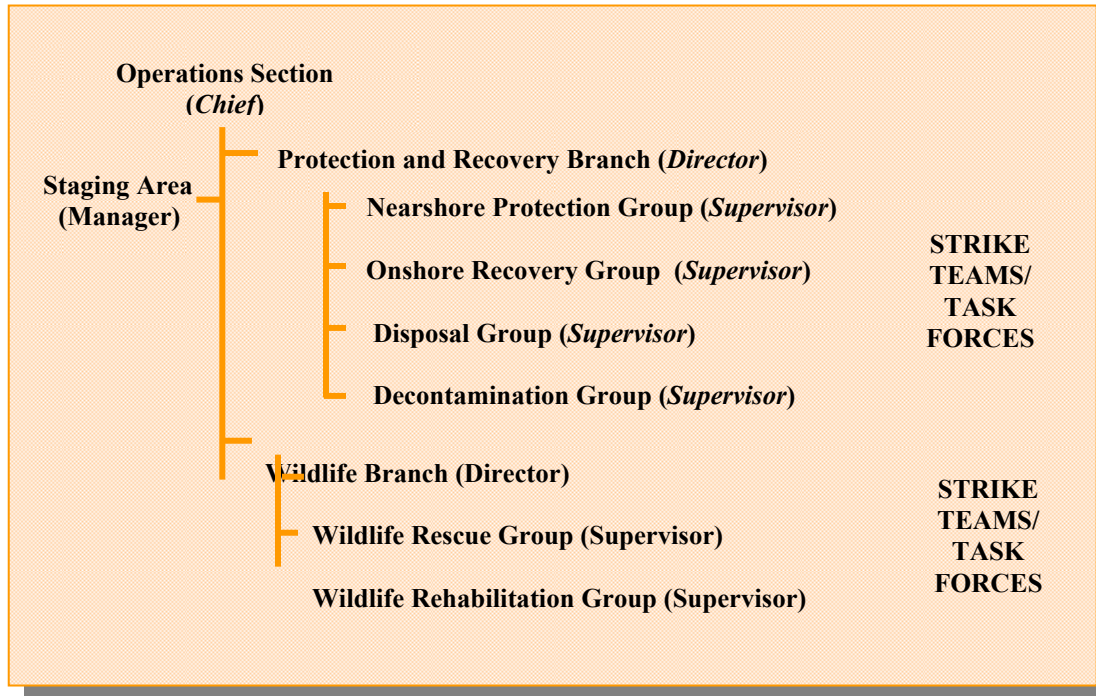 Operations Section
(Chief)
Protection and Recovery Branch (Director)
Staging Area
(Manager)
Nearshore Protection Group (Supervisor)
Onshore Recovery Group (Supervisor)
Disposal Group (Supervisor)
Decontamination Group (Supervisor)
STRIKE
TEAMS/
TASK
FORCES
Wildlife Branch (Director)
Wildlife Rescue Group (Supervisor)
Wildlife Rehabilitation Group (Supervisor)
STRIKE
TEAMS/
TASK
FORCES